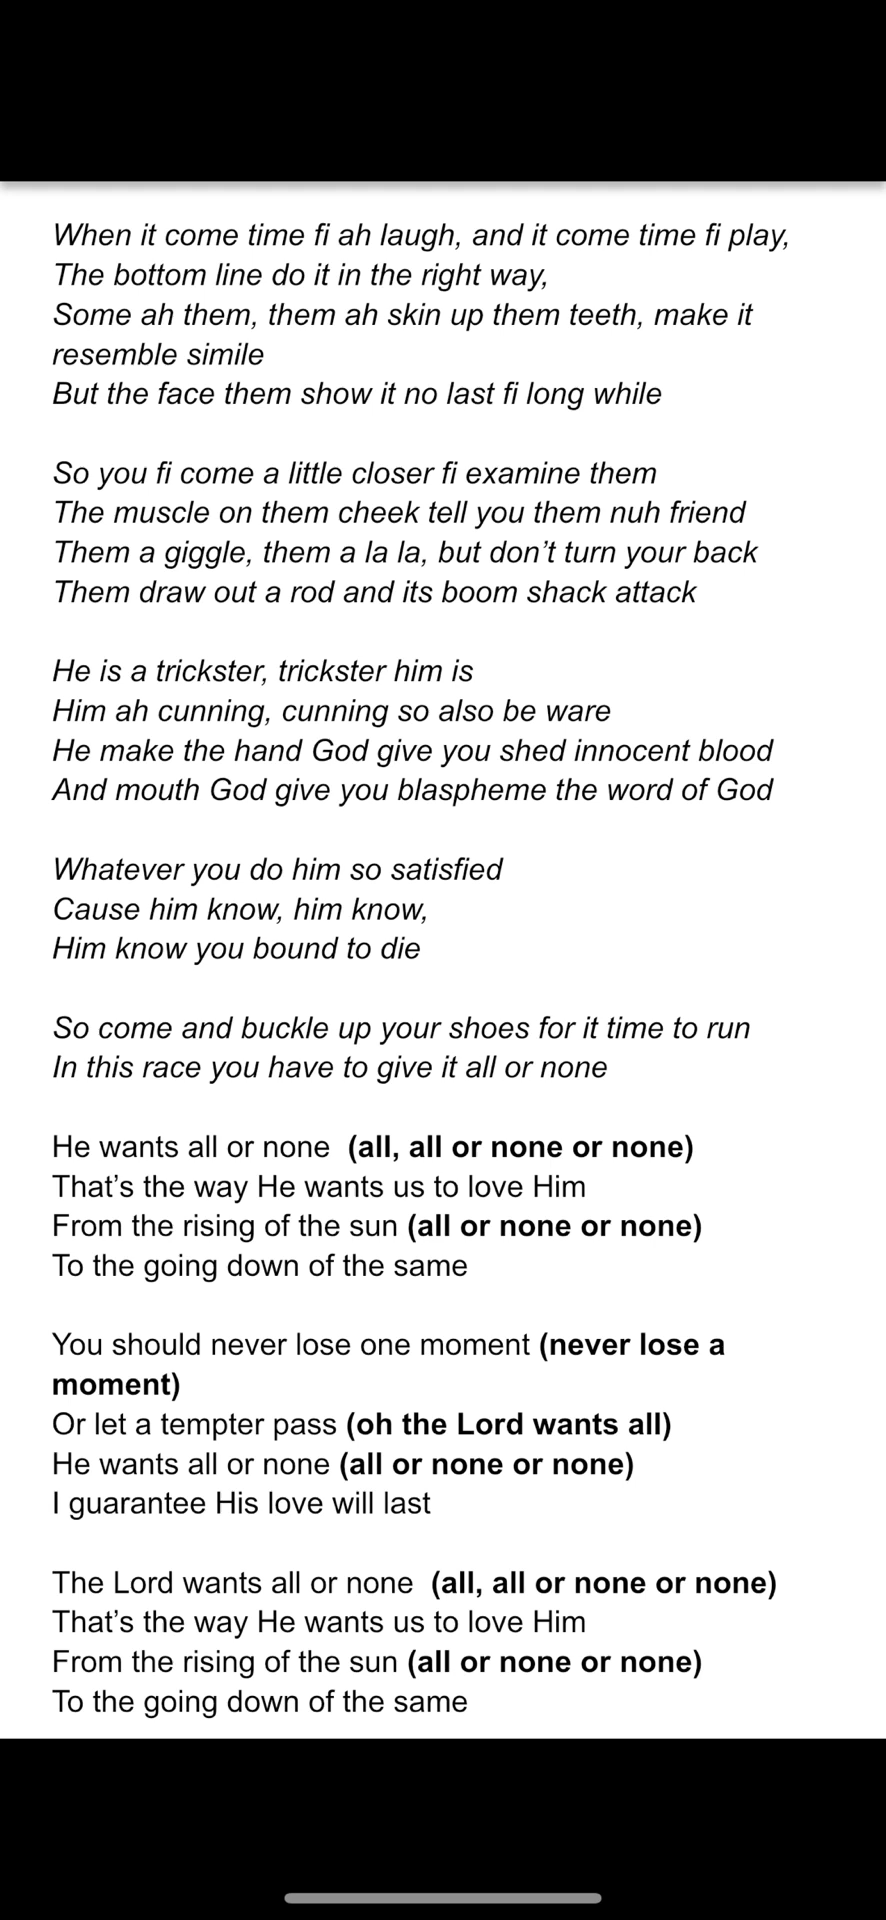 When it come time fi ah laugh, and it come time fi play,
The bottom line do it in the right way,
Some ah them, them ah skin up them teeth, make it
resemble simile
But the face them show it no last fi long while
So you fi come a little closer fi examine them
The muscle on them cheek tell you them nuh friend
Them a giggle, them a la la, but don’t turn your back
Them draw out a rod and its boom shack attack
He is a trickster, trickster him is
Him ah cunning, cunning so also be ware
He make the hand God give you shed innocent blood
And mouth God give you blaspheme the word of God
Whatever you do him so satisfied
Cause him know, him know,
Him know you bound to die
So come and buckle up your shoes for it time to run
In this race you have to give it all or none
He wants all or none  (all, all or none or none)
That’s the way He wants us to love Him
From the rising of the sun (all or none or none)
To the going down of the same
You should never lose one moment (never lose a
moment)
Or let a tempter pass (oh the Lord wants all)
He wants all or none (all or none or none)
I guarantee His love will last
The Lord wants all or none  (all, all or none or none)
That’s the way He wants us to love Him
From the rising of the sun (all or none or none)
To the going down of the same